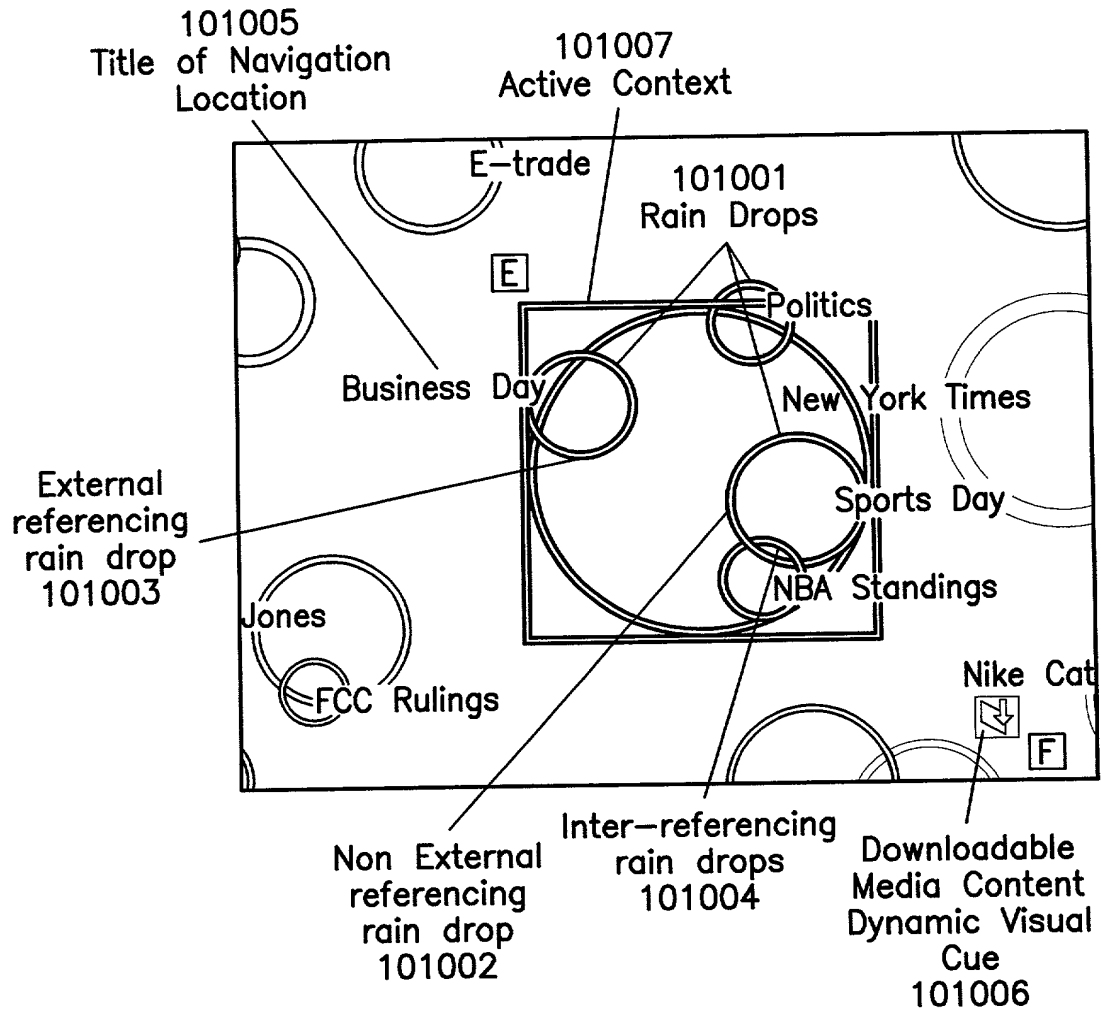 101005
Title of Navigation
Location
101007
Active Context
E-trade
101001
Rain Drops
E
Politics
Business Day
New York Times
External
referencing
rain drop
101003
Sports Day
NBA Standings
Jones
FCC Rulings
Nike Cat
F
Non External
referencing
rain drop
101002
Inter-referencing
rain drops
101004
Downloadable
Media Content
Dynamic Visual
Cue
101006